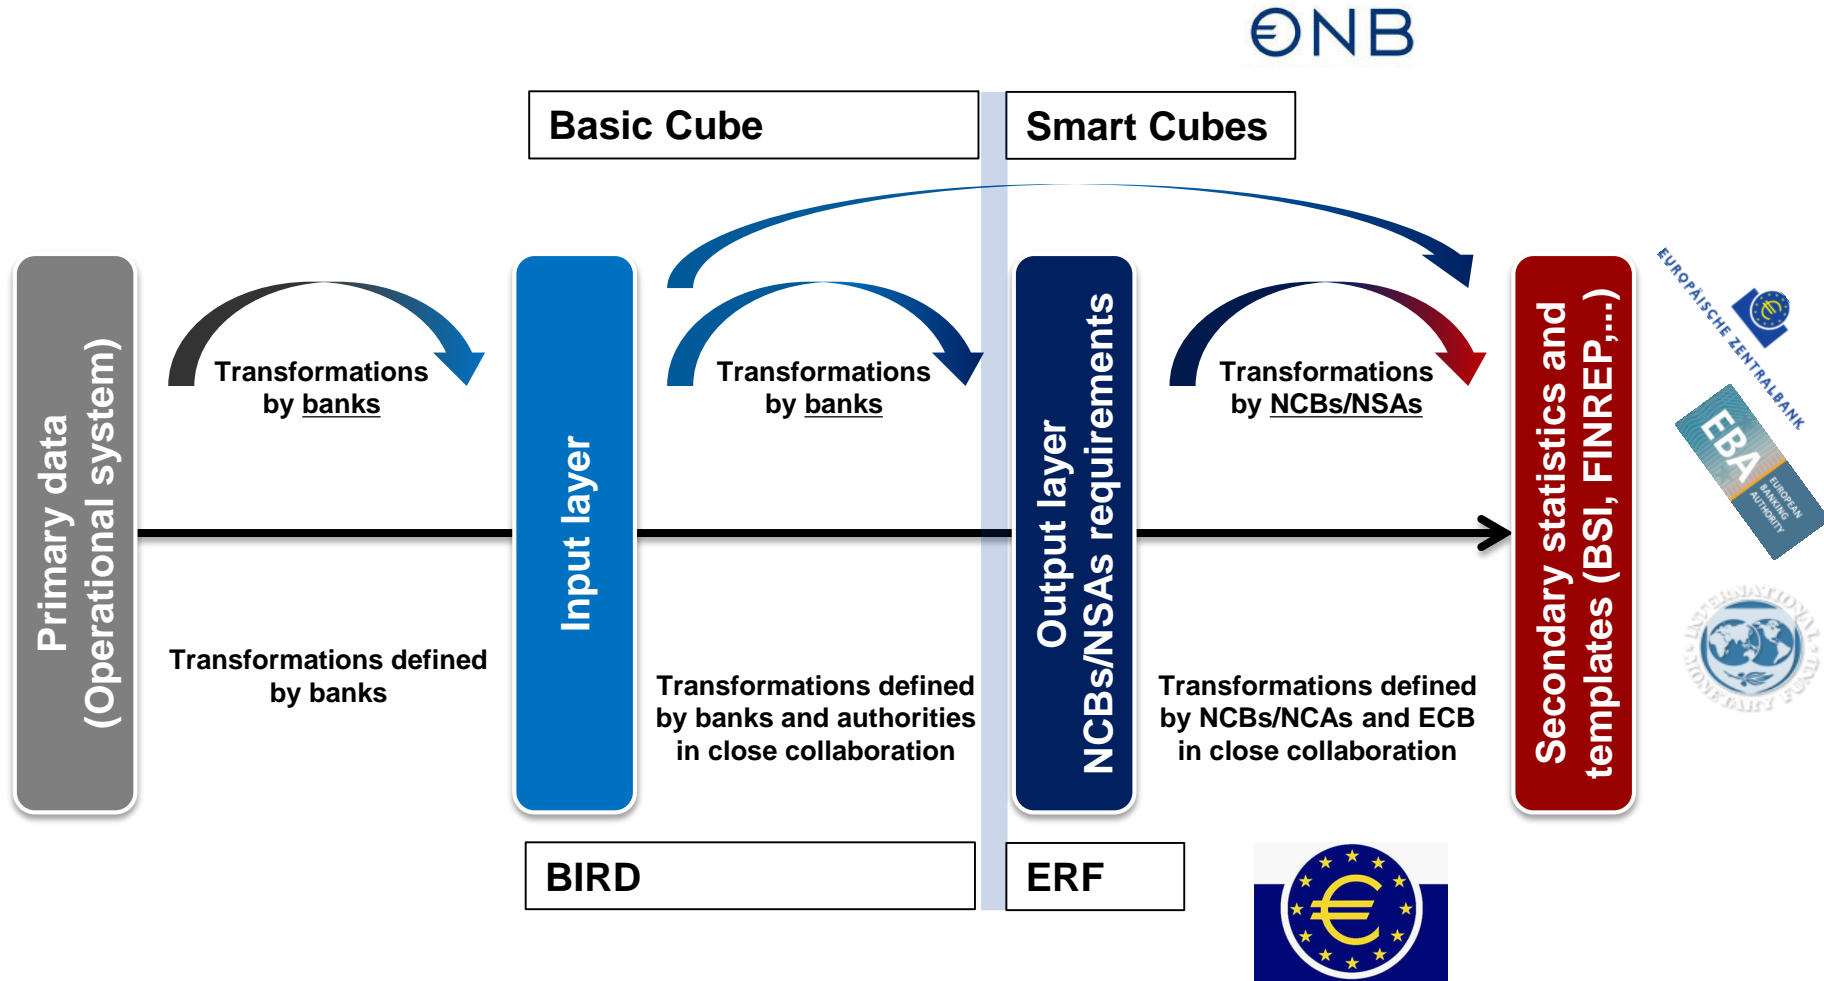 €ONB
Basic Cube
Smart Cubes
Primary data
(Operational system)
Transformations
by banks
Input layer
Transformations
by banks
Output layer
NCBs/NSAs requirements
Transformations
by NCBs/NSAs
Secondary statistics and
templates (BSI, FINREP,...)
Transformations defined
by banks
Transformations defined
by banks and authorities
in close collaboration
Transformations defined
by NCBs/NCAs and ECB
in close collaboration
EUROPÄISCHE ZENTRALBANK
EBA
EUROPEAN
BANKING
AUTHORITY
INTERNATIONAL
MONETARY FUND
BIRD
ERF
€